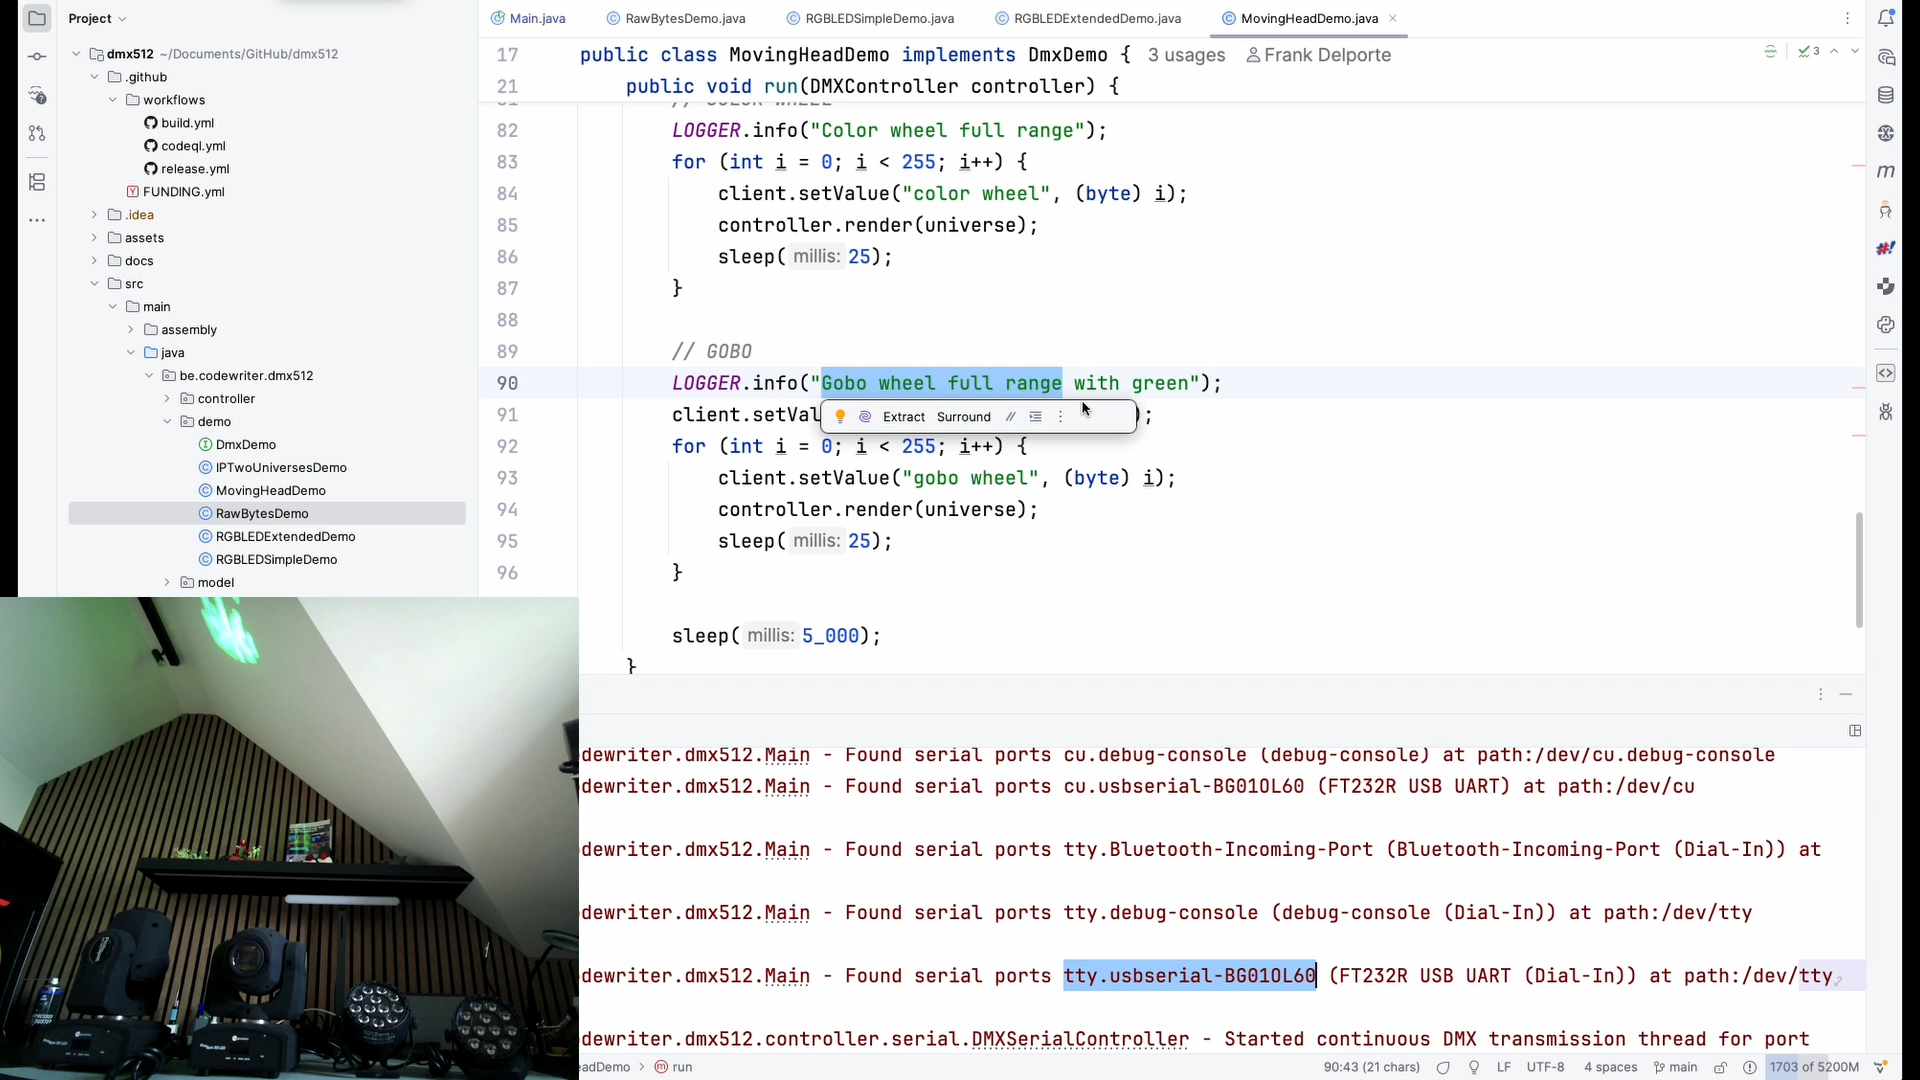 Project
Main.java
RawBytesDemo.java
RGBLEDSimpleDemo.java
RGBLEDExtendedDemo.java
MovingHeadDemo.java
dmx512 ~/Documents/GitHub/dmx512
.github
workflows
build.yml
codeql.yml
release.yml
FUNDING.yml
.idea
assets
docs
src
main
assembly
java
be.codewriter.dmx512
controller
demo
DmxDemo
IPTwoUniversesDemo
MovingHeadDemo
RawBytesDemo
RGBLEDExtendedDemo
RGBLEDSimpleDemo
model
17 public class MovingHeadDemo implements DmxDemo { 3 usages Frank Delporte
21 public void run(DMXController controller) {
3
81 // COLOR WHEEL
82 LOGGER.info("Color wheel full range");
83 for (int i = 0; i < 255; i++) {
84 client.setValue("color wheel", (byte) i);
85 controller.render(universe);
86 sleep( millis: 25);
87 }
88
89 // GOBO
90 LOGGER.info("Gobo wheel full range with green");
91 client.setVal );
Extract Surround //
92 for (int i = 0; i < 255; i++) {
93 client.setValue("gobo wheel", (byte) i);
94 controller.render(universe);
95 sleep( millis: 25);
96 }
sleep( millis: 5_000);
}
dewriter.dmx512.Main - Found serial ports cu.debug-console (debug-console) at path:/dev/cu.debug-console
dewriter.dmx512.Main - Found serial ports cu.usbserial-BG01OL60 (FT232R USB UART) at path:/dev/cu
dewriter.dmx512.Main - Found serial ports tty.Bluetooth-Incoming-Port (Bluetooth-Incoming-Port (Dial-In)) at
dewriter.dmx512.Main - Found serial ports tty.debug-console (debug-console (Dial-In)) at path:/dev/tty
dewriter.dmx512.Main - Found serial ports tty.usbserial-BG01OL60 (FT232R USB UART (Dial-In)) at path:/dev/tty
dewriter.dmx512.controller.serial.DMXSerialController - Started continuous DMX transmission thread for port
eadDemo > run
90:43 (21 chars)
LF
UTF-8
4 spaces
main
1703 of 5200M